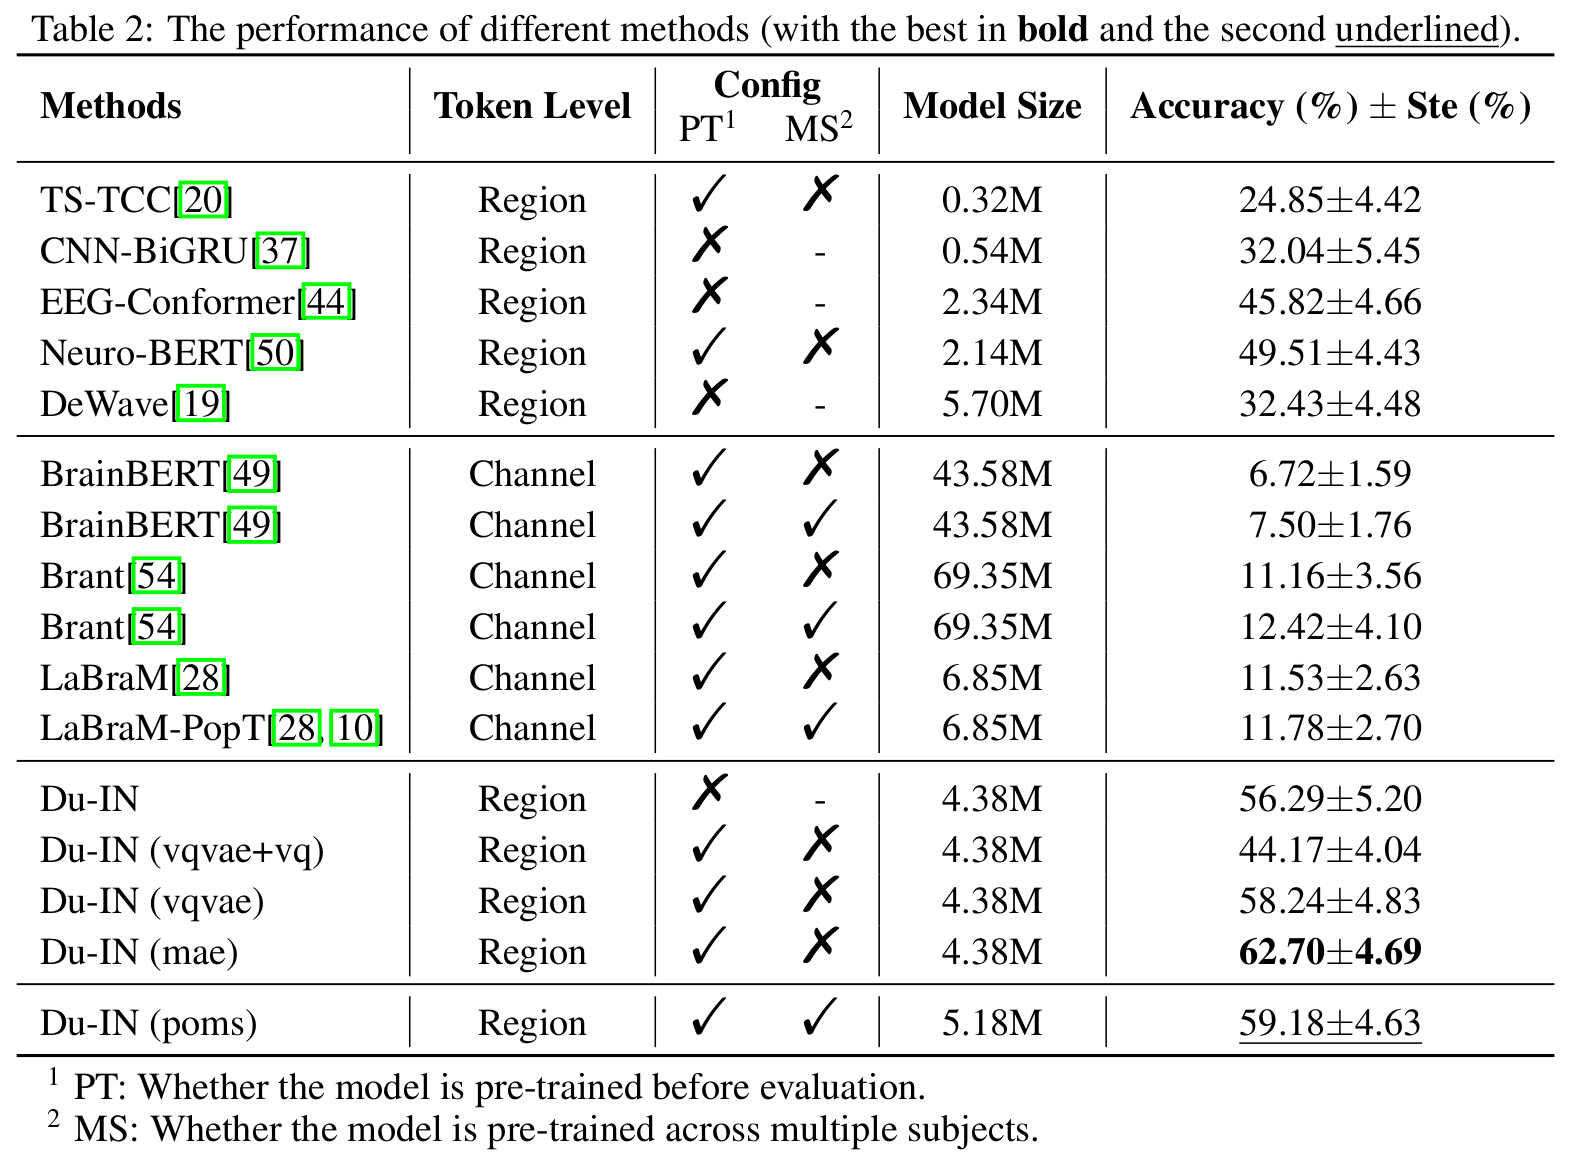 Table 2: The performance of different methods (with the best in bold and the second underlined).
Methods Token Level Config PT¹ MS² Model Size Accuracy (%) ± Ste (%)
TS-TCC[20] Region ✓ ✗ 0.32M 24.85±4.42
CNN-BiGRU[37] Region ✗ - 0.54M 32.04±5.45
EEG-Conformer[44] Region ✗ - 2.34M 45.82±4.66
Neuro-BERT[50] Region ✓ ✗ 2.14M 49.51±4.43
DeWave[19] Region ✗ - 5.70M 32.43±4.48
BrainBERT[49] Channel ✓ ✗ 43.58M 6.72±1.59
BrainBERT[49] Channel ✓ ✓ 43.58M 7.50±1.76
Brant[54] Channel ✓ ✗ 69.35M 11.16±3.56
Brant[54] Channel ✓ ✓ 69.35M 12.42±4.10
LaBraM[28] Channel ✓ ✗ 6.85M 11.53±2.63
LaBraM-PopT[28, 10] Channel ✓ ✓ 6.85M 11.78±2.70
Du-IN Region ✗ - 4.38M 56.29±5.20
Du-IN (vqvae+vq) Region ✓ ✗ 4.38M 44.17±4.04
Du-IN (vqvae) Region ✓ ✗ 4.38M 58.24±4.83
Du-IN (mae) Region ✓ ✗ 4.38M 62.70±4.69
Du-IN (poms) Region ✓ ✓ 5.18M 59.18±4.63
¹ PT: Whether the model is pre-trained before evaluation.
² MS: Whether the model is pre-trained across multiple subjects.